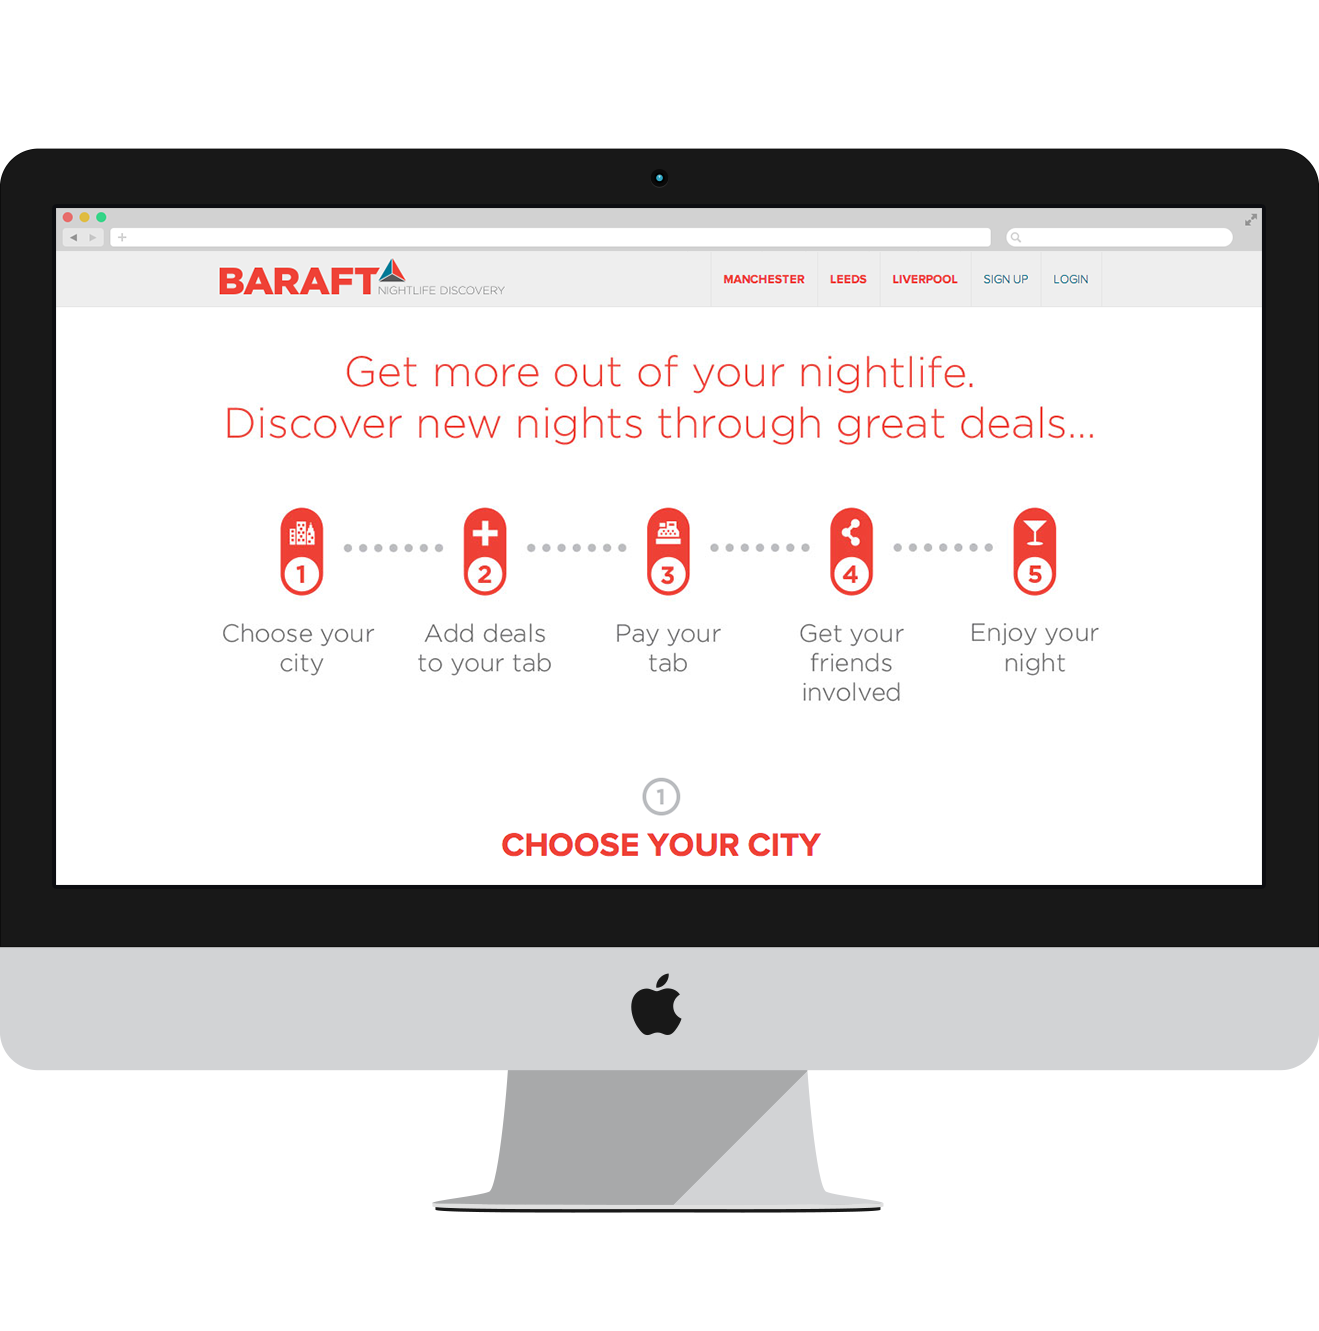 BARAFT
NIGHTLIFE DISCOVERY
MANCHESTER
LEEDS
LIVERPOOL
SIGN UP
LOGIN
Get more out of your nightlife.
Discover new nights through great deals...
1
2
3
4
5
Choose your
city
Add deals
to your tab
Pay your
tab
Get your
friends
involved
Enjoy your
night
1
CHOOSE YOUR CITY